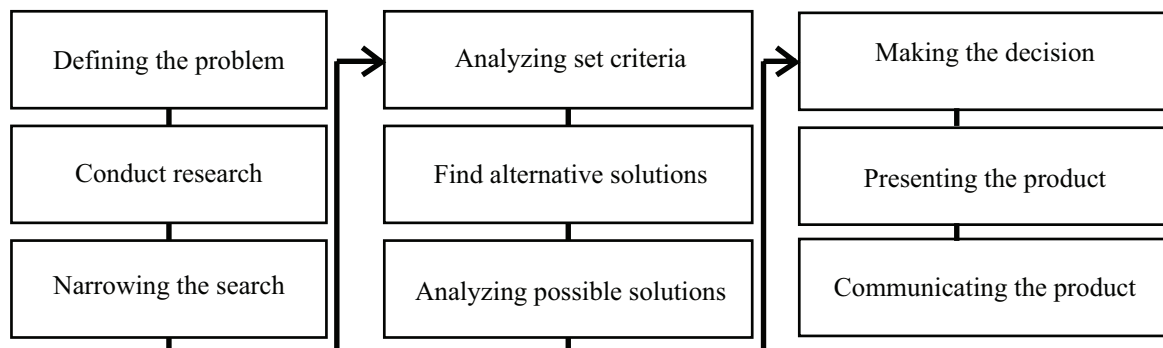 Defining the problem
Conduct research
Narrowing the search
Analyzing set criteria
Find alternative solutions
Analyzing possible solutions
Making the decision
Presenting the product
Communicating the product